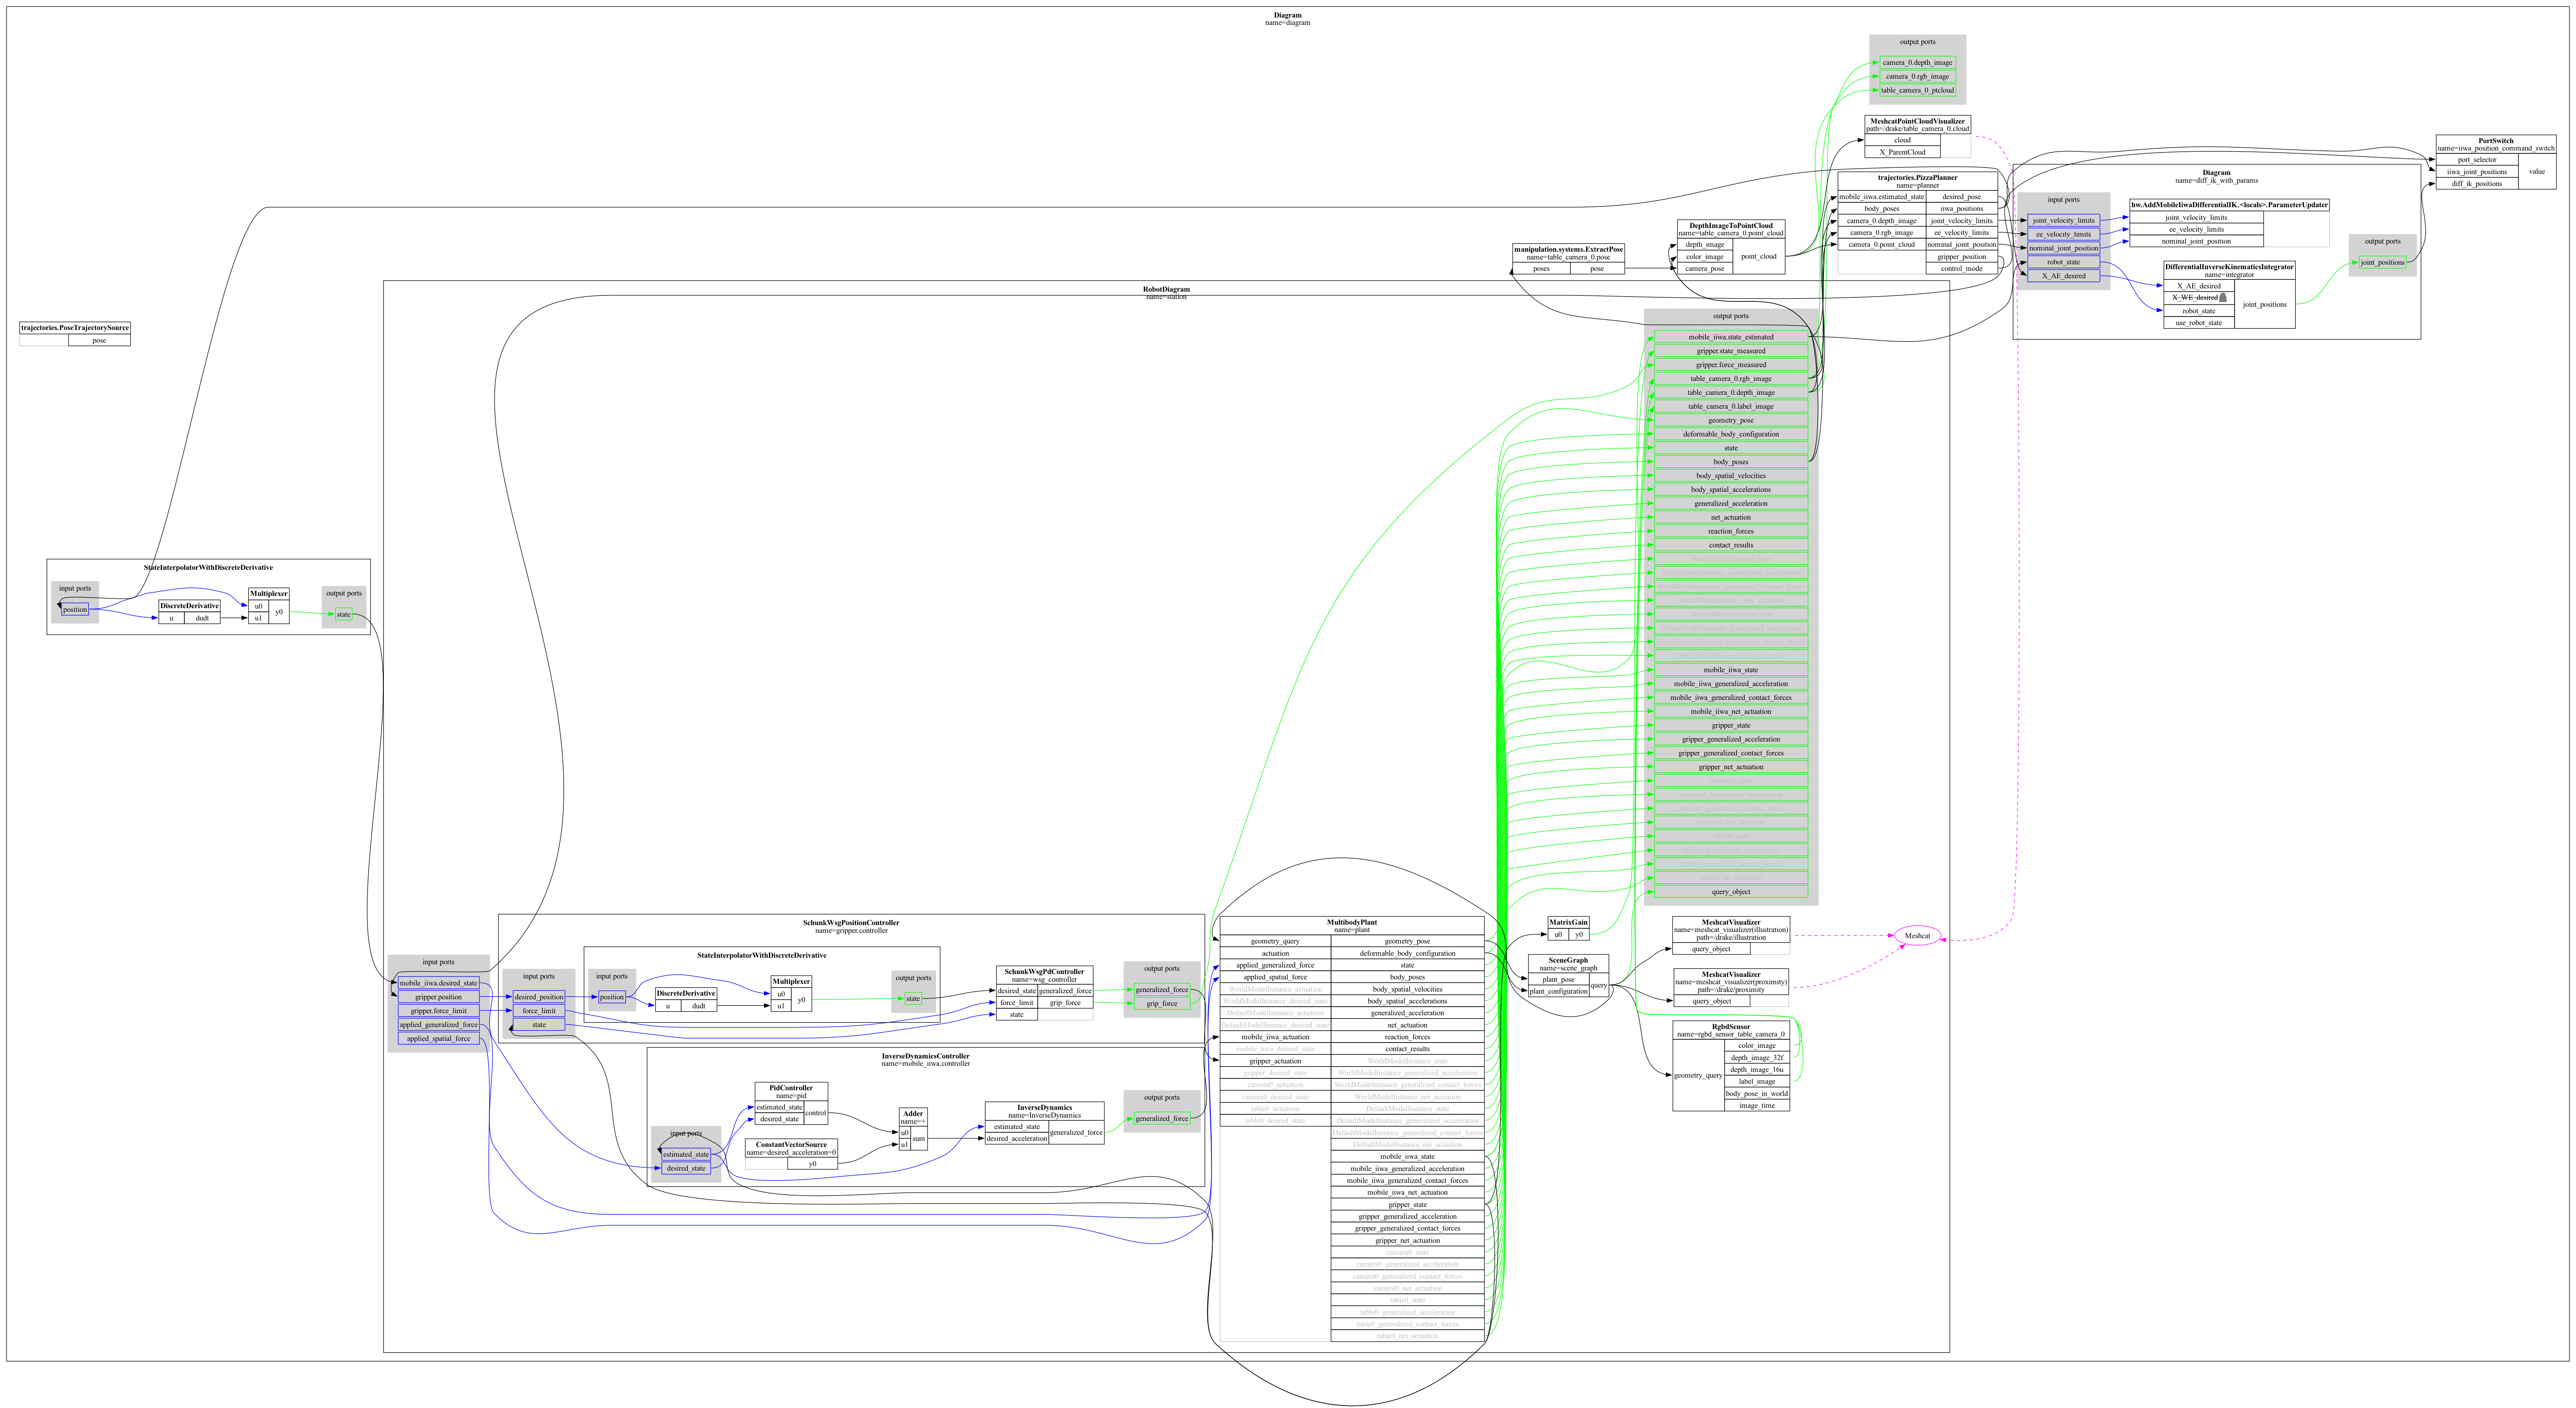 Diagram
name=diagram
output ports
camera_0.depth_image
camera_0.rgb_image
table_camera_0_ptcloud
MeshcatPointCloudVisualizer
path=/drake/table_camera_0.cloud
cloud
X_ParentCloud
PortSwitch
name=iiwa_position_command_switch
port_selector
iiwa_joint_positions
diff_ik_positions
value
trajectories.PizzaPlanner
name=planner
mobile_iiwa.estimated_state
desired_pose
body_poses
iiwa_positions
camera_0.depth_image
joint_velocity_limits
camera_0.rgb_image
ee_velocity_limits
camera_0.point_cloud
nominal_joint_position
gripper_position
control_mode
Diagram
name=diff_ik_with_params
input ports
joint_velocity_limits
ee_velocity_limits
nominal_joint_position
robot_state
X_AE_desired
hw.AddMobileIiwaDifferentialIK.<locals>.ParameterUpdater
joint_velocity_limits
ee_velocity_limits
nominal_joint_position
DifferentialInverseKinematicsIntegrator
name=integrator
X_AE_desired
X_WE_desired
robot_state
use_robot_state
joint_positions
output ports
joint_positions
DepthImageToPointCloud
name=table_camera_0.point_cloud
depth_image
color_image
camera_pose
point_cloud
manipulation.systems.ExtractPose
name=table_camera_0.pose
poses
pose
trajectories.PoseTrajectorySource
pose
RobotDiagram
name=station
output ports
mobile_iiwa.state_estimated
gripper.state_measured
gripper.force_measured
table_camera_0.rgb_image
table_camera_0.depth_image
table_camera_0.label_image
geometry_pose
deformable_body_configuration
state
body_poses
body_spatial_velocities
body_spatial_accelerations
generalized_acceleration
net_actuation
reaction_forces
contact_results
mobile_iiwa_state
mobile_iiwa_generalized_acceleration
mobile_iiwa_generalized_contact_forces
mobile_iiwa_net_actuation
gripper_state
gripper_generalized_acceleration
gripper_generalized_contact_forces
gripper_net_actuation
query_object
StateInterpolatorWithDiscreteDerivative
input ports
position
DiscreteDerivative
u
dudt
Multiplexer
u0
u1
y0
output ports
state
input ports
mobile_iiwa.desired_state
gripper.position
gripper.force_limit
applied_generalized_force
applied_spatial_force
SchunkWsgPositionController
name=gripper.controller
input ports
desired_position
force_limit
state
StateInterpolatorWithDiscreteDerivative
input ports
position
DiscreteDerivative
u
dudt
Multiplexer
u0
u1
y0
output ports
state
SchunkWsgPdController
name=wsg_controller
desired_state
generalized_force
force_limit
grip_force
state
output ports
generalized_force
grip_force
InverseDynamicsController
name=mobile_iiwa.controller
input ports
estimated_state
desired_state
PidController
name=pid
estimated_state
desired_state
control
ConstantVectorSource
name=desired_acceleration=0
y0
Adder
name=+
u0
u1
sum
InverseDynamics
name=InverseDynamics
estimated_state
desired_acceleration
generalized_force
output ports
generalized_force
MultibodyPlant
name=plant
geometry_query
geometry_pose
actuation
deformable_body_configuration
applied_generalized_force
state
applied_spatial_force
body_poses
WorldModelInstance_actuation
body_spatial_velocities
WorldModelInstance_desired_state
body_spatial_accelerations
DefaultModelInstance_actuation
generalized_acceleration
DefaultModelInstance_desired_state
net_actuation
mobile_iiwa_actuation
reaction_forces
mobile_iiwa_desired_state
contact_results
gripper_actuation
WorldModelInstance_state
gripper_desired_state
WorldModelInstance_generalized_acceleration
camera0_actuation
WorldModelInstance_generalized_contact_forces
camera0_desired_state
WorldModelInstance_net_actuation
table0_actuation
DefaultModelInstance_state
table0_desired_state
DefaultModelInstance_generalized_acceleration
DefaultModelInstance_generalized_contact_forces
DefaultModelInstance_net_actuation
mobile_iiwa_state
mobile_iiwa_generalized_acceleration
mobile_iiwa_generalized_contact_forces
mobile_iiwa_net_actuation
gripper_state
gripper_generalized_acceleration
gripper_generalized_contact_forces
gripper_net_actuation
camera0_state
camera0_generalized_acceleration
camera0_generalized_contact_forces
camera0_net_actuation
table0_state
table0_generalized_acceleration
table0_generalized_contact_forces
table0_net_actuation
MatrixGain
u0
y0
SceneGraph
name=scene_graph
plant_pose
plant_configuration
query
MeshcatVisualizer
name=meshcat_visualizer(illustration)
path=/drake/illustration
query_object
MeshcatVisualizer
name=meshcat_visualizer(proximity)
path=/drake/proximity
query_object
Meshcat
RgbdSensor
name=rgbd_sensor_table_camera_0
geometry_query
color_image
depth_image_32f
depth_image_16u
label_image
body_pose_in_world
image_time